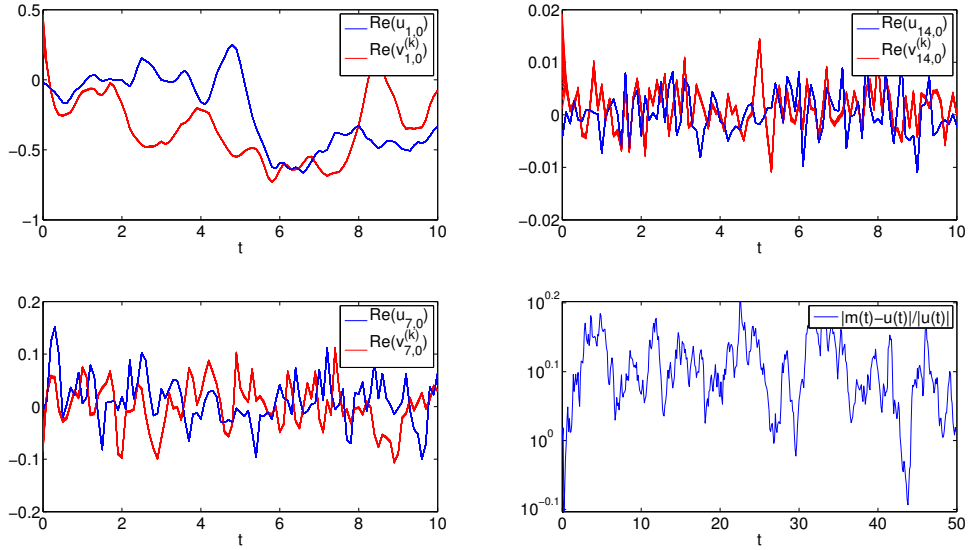 0.5
0
−0.5
−1
0 2 4 6 8 10
t
Re(u1,0)
Re(v1,0(k))
0.02
0.01
0
−0.01
−0.02
0 2 4 6 8 10
t
Re(u14,0)
Re(v14,0(k))
0.2
0.1
0
−0.1
−0.2
0 2 4 6 8 10
t
Re(u7,0)
Re(v7,0(k))
10^0.2
10^0.1
10^0
10^−0.1
0 10 20 30 40 50
t
|m(t)−u(t)|/|u(t)|